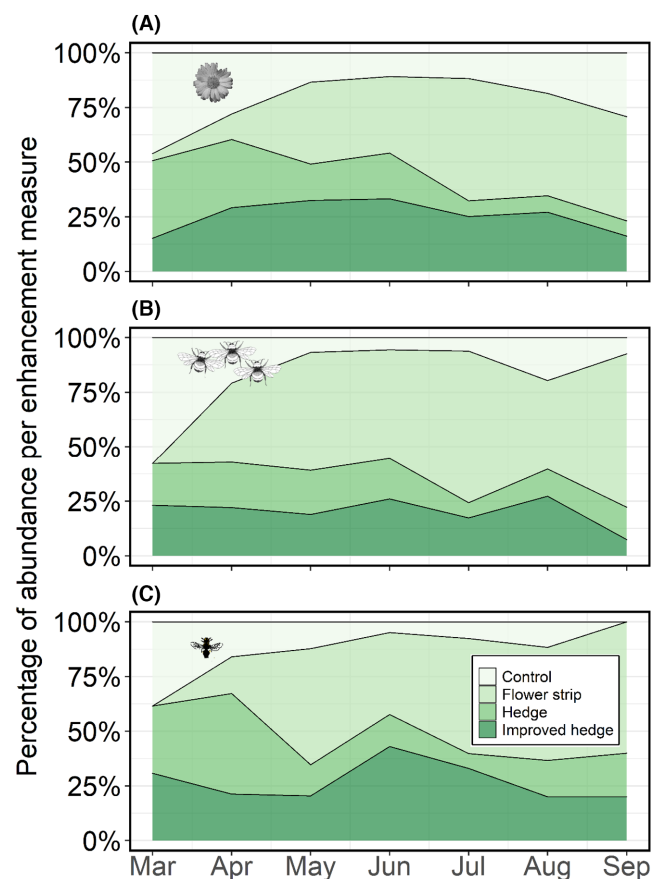 (A)
100%
75%
50%
25%
0%
(B)
100%
75%
50%
25%
0%
(C)
100%
75%
50%
25%
0%
Control
Flower strip
Hedge
Improved hedge
Mar Apr May Jun Jul Aug Sep
Percentage of abundance per enhancement measure